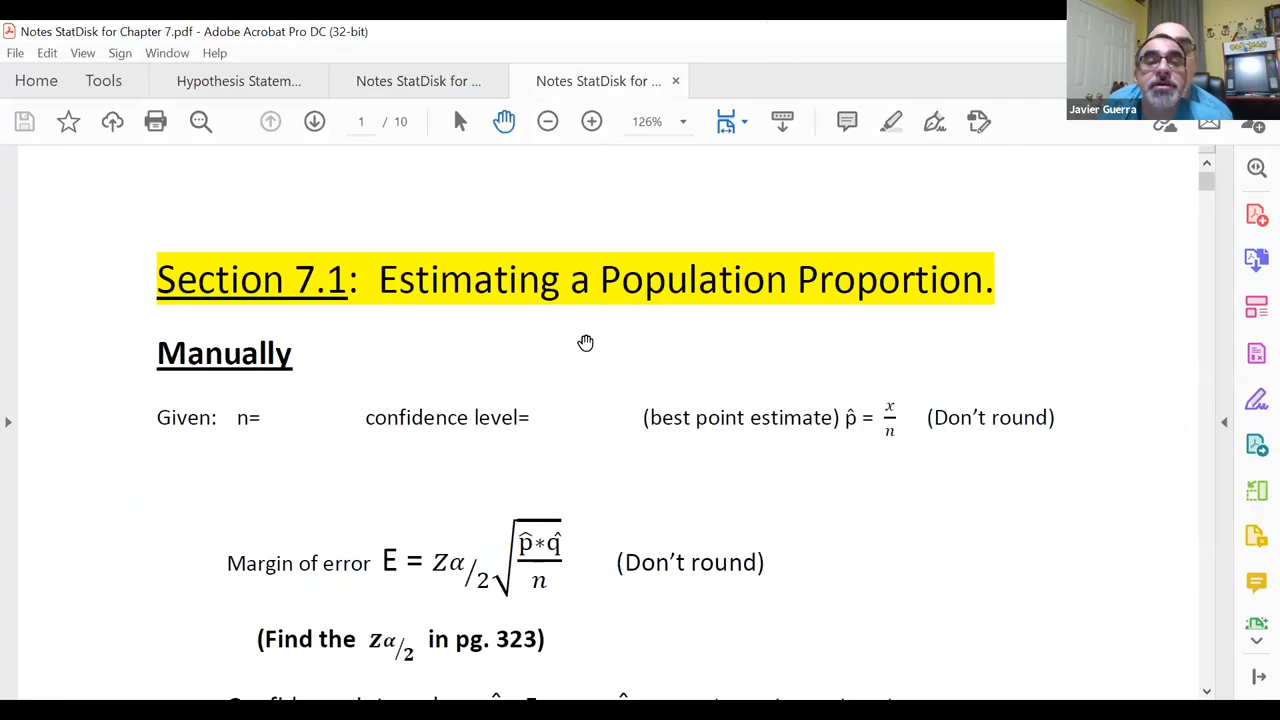 Notes StatDisk for Chapter 7.pdf - Adobe Acrobat Pro DC (32-bit)
File Edit View Sign Window Help
Home Tools Hypothesis Statem... Notes StatDisk for ... Notes StatDisk for ... ×
1 / 10 126%
Javier Guerra
Section 7.1: Estimating a Population Proportion.
Manually
Given: n= confidence level= (best point estimate) p̂ = x/n (Don't round)
Margin of error E = Zα/2 √(p̂*q̂/n) (Don't round)
(Find the Zα/2 in pg. 323)